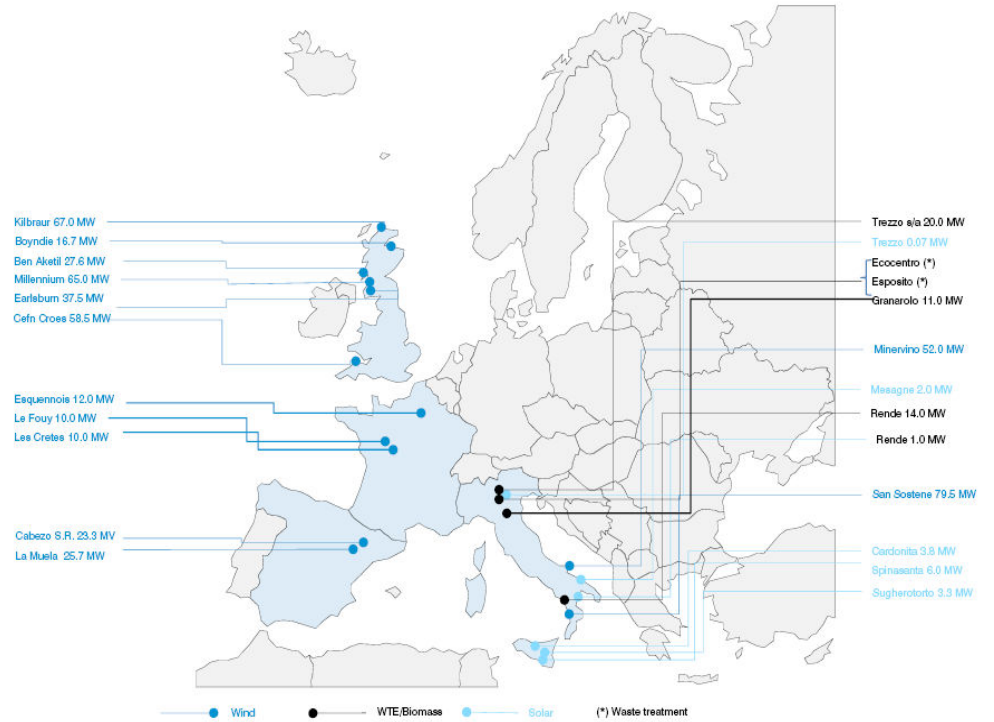 Kilbraur 67.0 MW
Boyndie 16.7 MW
Ben Aketil 27.6 MW
Millennium 65.0 MW
Earlsburn 37.5 MW
Cefn Croes 58.5 MW
Esquennois 12.0 MW
Le Fouy 10.0 MW
Les Cretes 10.0 MW
Cabezo S.R. 23.3 MV
La Muela 25.7 MW
Trezzo s/a 20.0 MW
Trezzo 0.07 MW
Ecocentro (*)
Esposito (*)
Granarolo 11.0 MW
Minervino 52.0 MW
Mesagne 2.0 MW
Rende 14.0 MW
Rende 1.0 MW
San Sostene 79.5 MW
Cardonita 3.8 MW
Spinasanta 6.0 MW
Sugherotorto 3.3 MW
Wind
WTE/Biomass
Solar
(*) Waste treatment